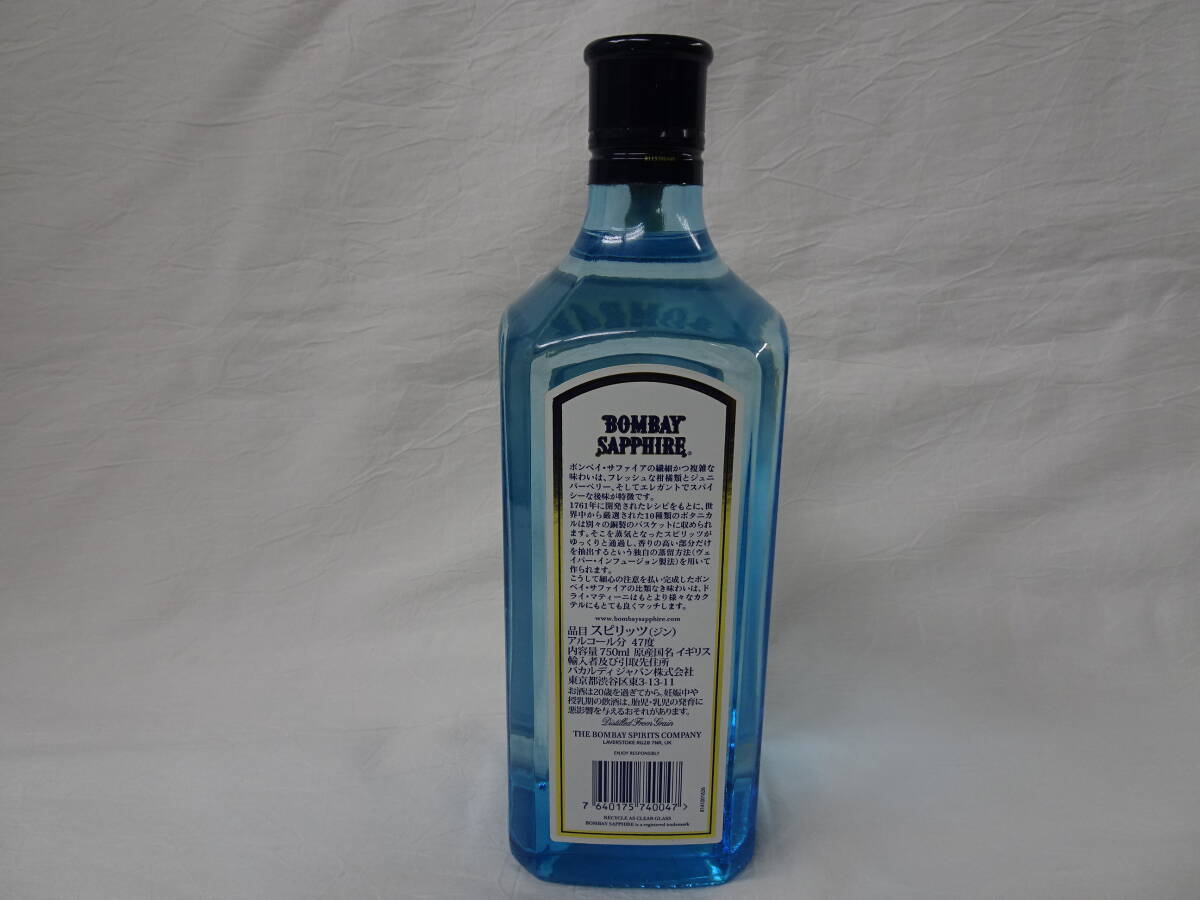 BOMBAY
SAPPHIRE®
ボンベイ・サファイアの繊細かつ複雑な
味わいは、フレッシュな柑橘類とジュニ
パーベリー、そしてエレガントでスパイ
シーな後味が特徴です。
1761年に開発されたレシピをもとに、世
界中から厳選された10種類のボタニカ
ルは別々の銅製のバスケットに収められ
ます。そこを蒸気となったスピリッツが
ゆっくりと通過し、香りの高い部分だけ
を抽出するという独自の蒸留方法(ヴェ
イパー・インフュージョン製法)を用いて
作られます。
こうして細心の注意を払い完成したボン
ベイ・サファイアの比類なき味わいは、ド
ライ・マティーニはもとより様々なカク
テルにもとても良くマッチします。
www.bombaysapphire.com
品目 スピリッツ(ジン)
アルコール分 47度
内容量 750ml 原産国名 イギリス
輸入者及び引取先住所
バカルディジャパン株式会社
東京都渋谷区東3-13-11
お酒は20歳を過ぎてから。妊娠中や
授乳期の飲酒は、胎児・乳児の発育に
悪影響を与えるおそれがあります。
Distilled From Grain
THE BOMBAY SPIRITS COMPANY
LAVERSTOKE RG28 7NR, UK
ENJOY RESPONSIBLY
7 640175 740047 >
RECYCLE AS CLEAR GLASS
BOMBAY SAPPHIRE is a registered trademark